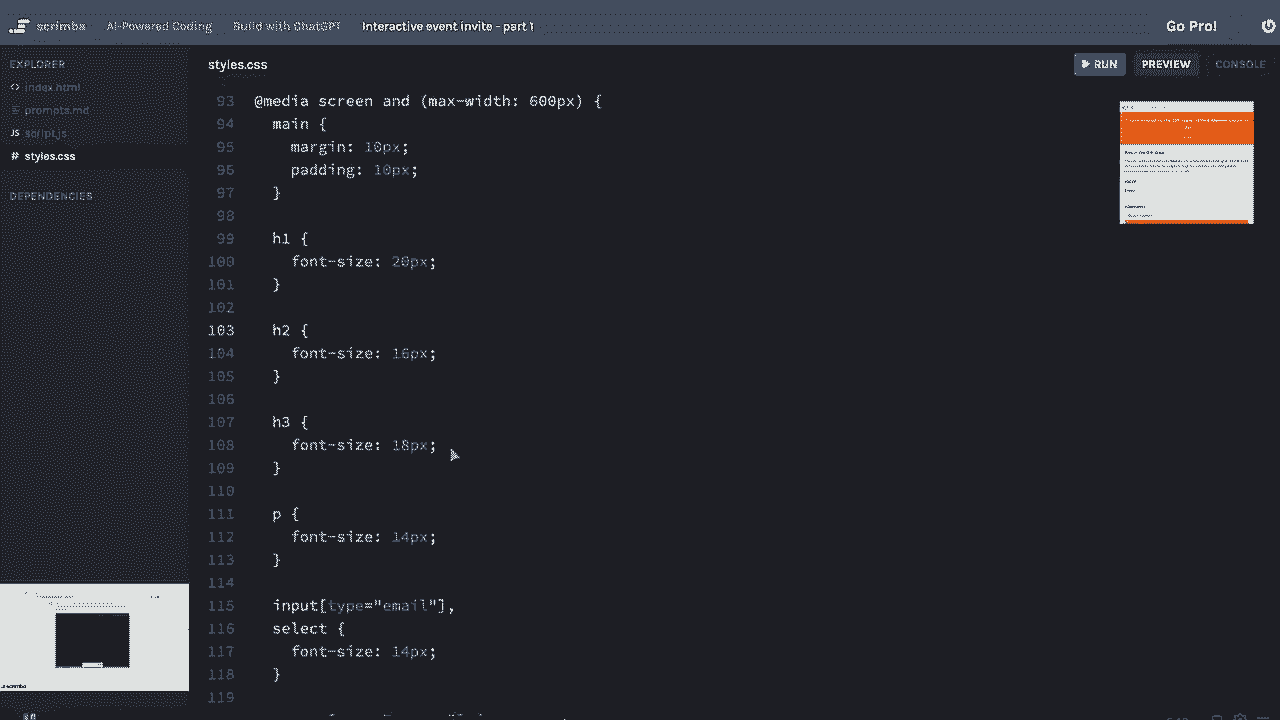 scrimba AI-Powered Coding Build with ChatGPT Interactive event invite - part 1 Go Pro!
EXPLORER
index.html
prompts.md
JS script.js
# styles.css
DEPENDENCIES
styles.css
RUN PREVIEW CONSOLE
93 @media screen and (max-width: 600px) {
94 main {
95 margin: 10px;
96 padding: 10px;
97 }
98
99 h1 {
100 font-size: 20px;
101 }
102
103 h2 {
104 font-size: 16px;
105 }
106
107 h3 {
108 font-size: 18px;
109 }
110
111 p {
112 font-size: 14px;
113 }
114
115 input[type="email"],
116 select {
117 font-size: 14px;
118 }
119